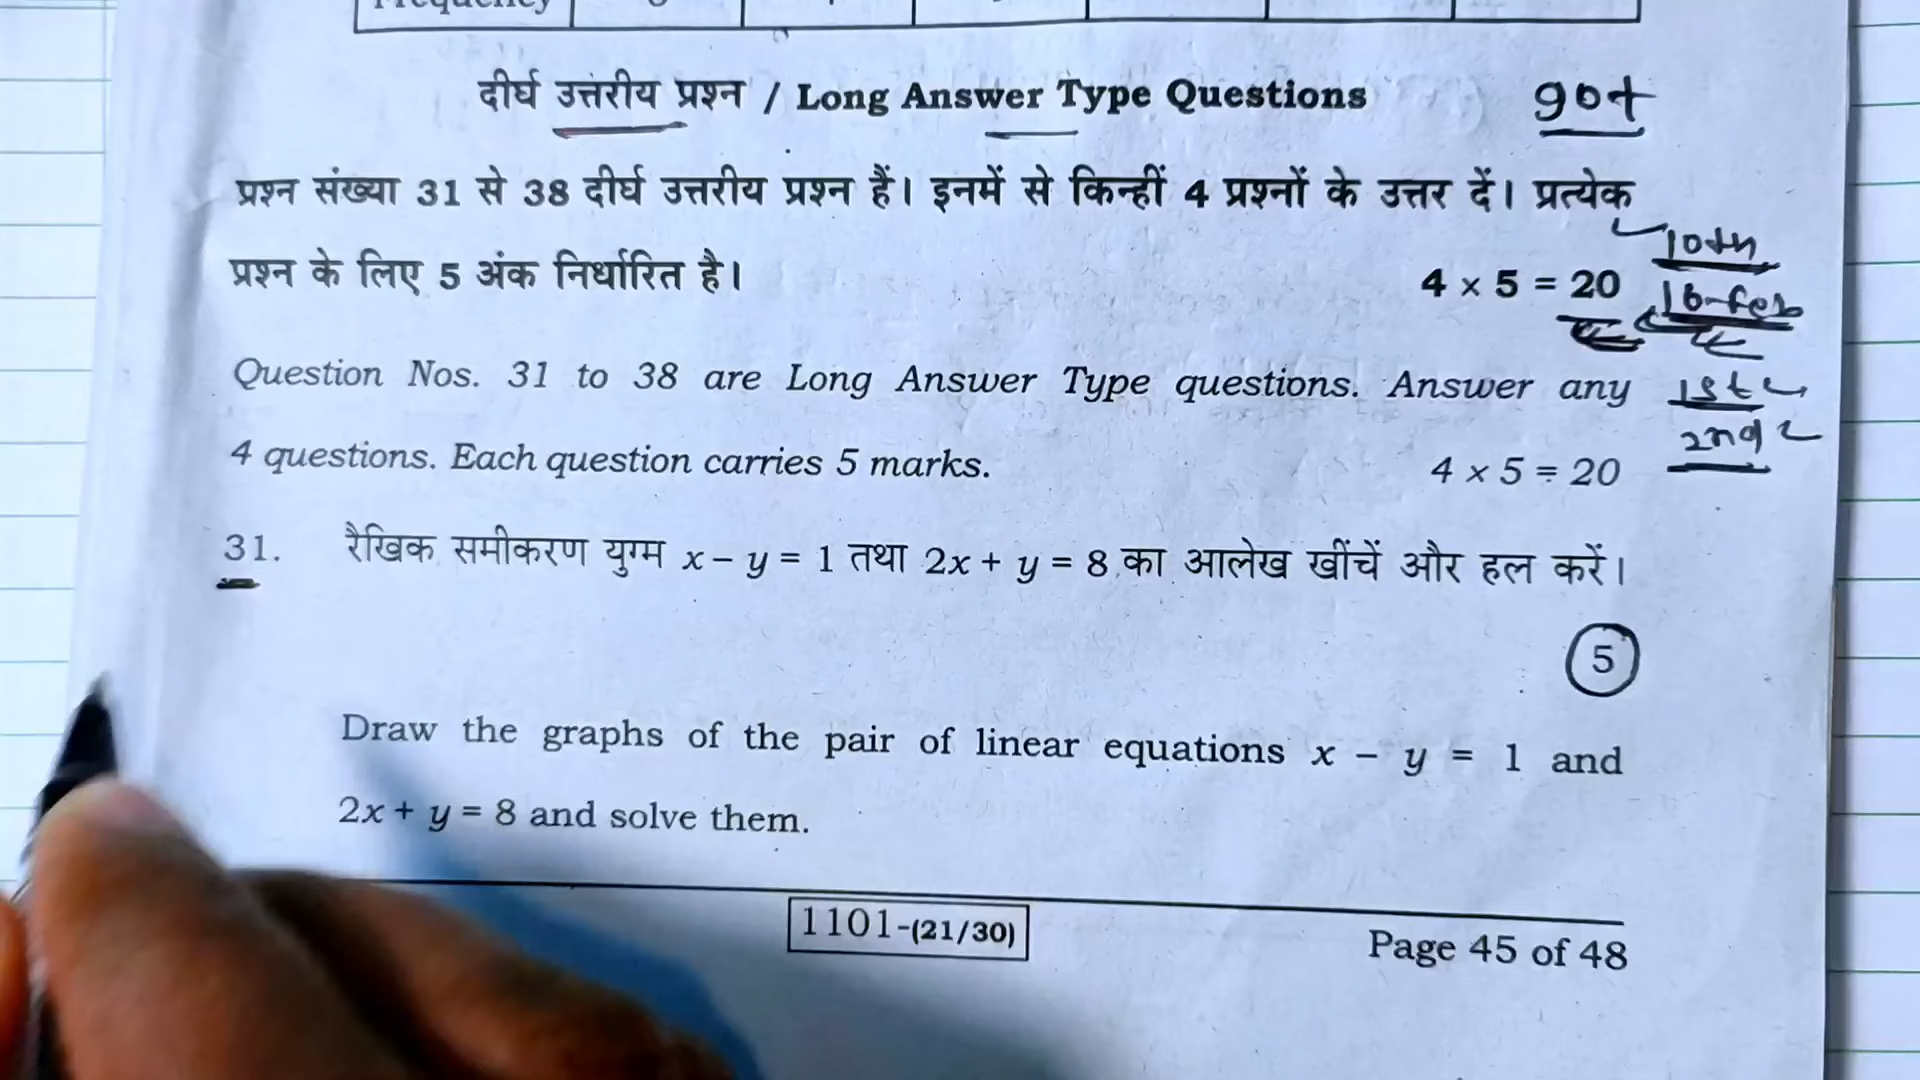 Frequency
दीर्घ उत्तरीय प्रश्न / Long Answer Type Questions 90+
प्रश्न संख्या 31 से 38 दीर्घ उत्तरीय प्रश्न हैं। इनमें से किन्हीं 4 प्रश्नों के उत्तर दें। प्रत्येक
10th
प्रश्न के लिए 5 अंक निर्धारित है। 4 × 5 = 20 16-feb
Question Nos. 31 to 38 are Long Answer Type questions. Answer any 1st
4 questions. Each question carries 5 marks. 4 × 5 = 20 2nd
31. रैखिक समीकरण युग्म x – y = 1 तथा 2x + y = 8 का आलेख खींचें और हल करें।
5
Draw the graphs of the pair of linear equations x – y = 1 and
2x + y = 8 and solve them.
1101-(21/30) Page 45 of 48